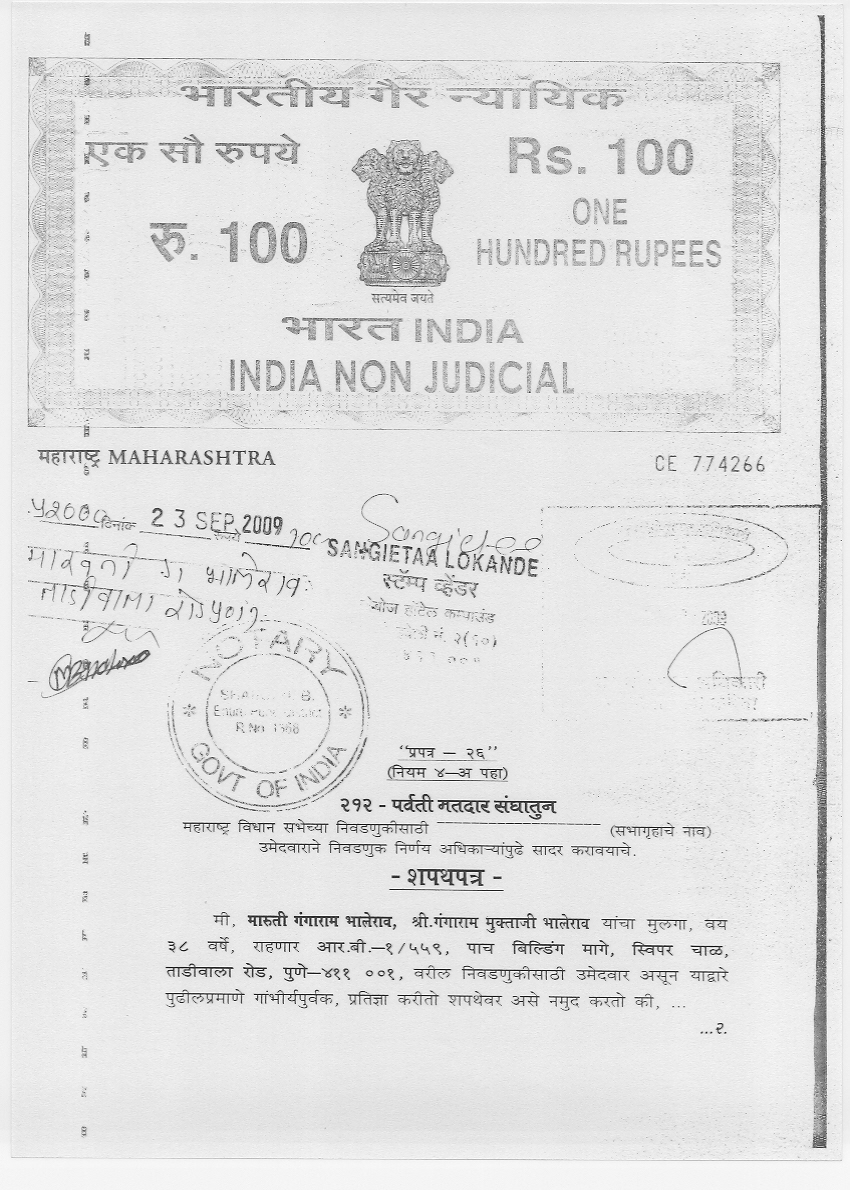 भारतीय गैर न्यायिक
एक सौ रुपये
Rs. 100
रु. 100
ONE
HUNDRED RUPEES
सत्यमेव जयते
भारत INDIA
INDIA NON JUDICIAL
महाराष्ट्र MAHARASHTRA
CE 774266
दिनांक 23 SEP 2009
SANGIETAA LOKANDE
स्टॅम्प व्हेंडर
हॉटेल कम्पाउंड
NOTARY
GOVT OF INDIA
“प्रपत्र — २६”
(नियम ४—अ पहा)
२१२ - पर्वती मतदार संघातुन
महाराष्ट्र विधान सभेच्या निवडणुकीसाठी (सभागृहाचे नाव)
उमेदवाराने निवडणुक निर्णय अधिकाऱ्यांपुढे सादर करावयाचे.
- शपथपत्र -
मी, मारुती गंगाराम भालेराव, श्री.गंगाराम मुक्ताजी भालेराव यांचा मुलगा, वय
३८ वर्षे, राहणार आर.बी.—१/५५९, पाच बिल्डिंग मागे, स्विपर चाळ,
ताडीवाला रोड, पुणे—४११ ००१, वरील निवडणुकीसाठी उमेदवार असून याद्वारे
पुढीलप्रमाणे गांभीर्यपुर्वक, प्रतिज्ञा करीतो शपथेवर असे नमुद करतो की, ...
...२.